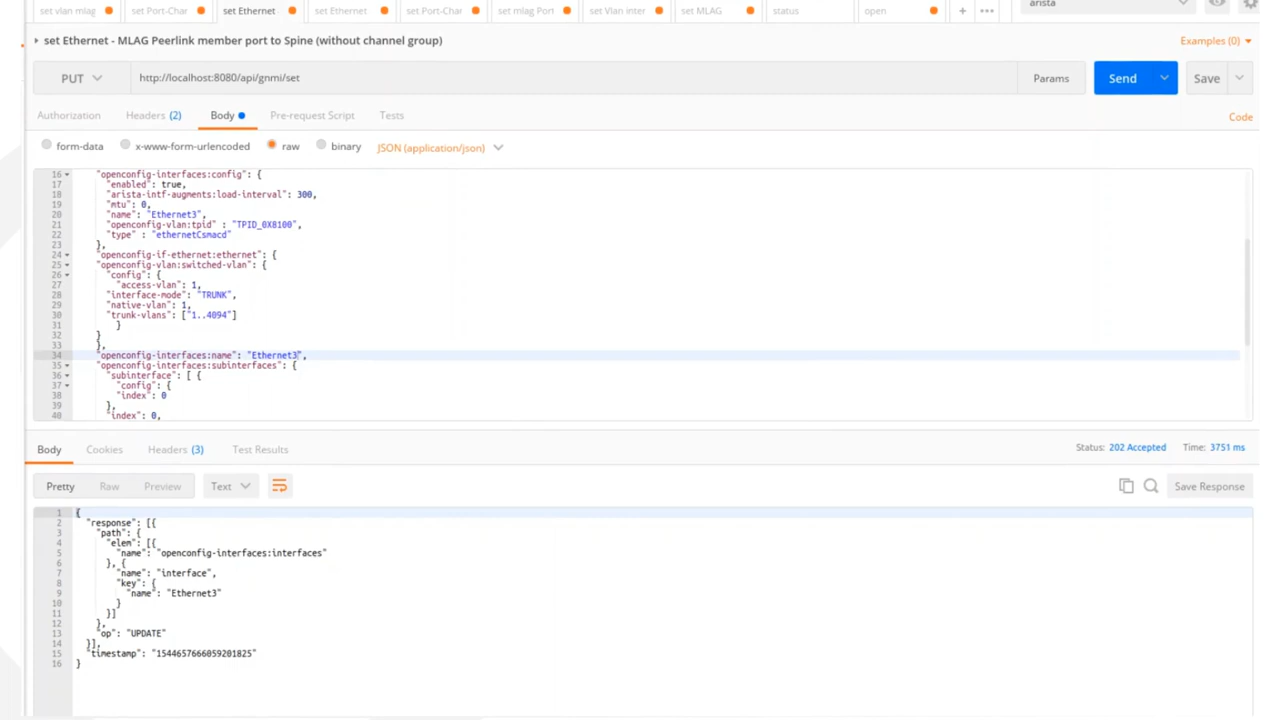 set vlan mlag
set Port-Char
set Ethernet
set Ethernet
set Port-Char
set mlag Port
set Vlan inter
set MLAG
status
open
+
•••
arista
set Ethernet - MLAG Peerlink member port to Spine (without channel group)
Examples (0)
PUT
http://localhost:8080/api/gnmi/set
Params
Send
Save
Authorization
Headers (2)
Body
Pre-request Script
Tests
Code
form-data
x-www-form-urlencoded
raw
binary
JSON (application/json)
16 "openconfig-interfaces:config": {
17 "enabled": true,
18 "arista-intf-augments:load-interval": 300,
19 "mtu": 0,
20 "name": "Ethernet3",
21 "openconfig-vlan:tpid" : "TPID_0X8100",
22 "type" : "ethernetCsmacd"
23 },
24 "openconfig-if-ethernet:ethernet": {
25 "openconfig-vlan:switched-vlan": {
26 "config": {
27 "access-vlan": 1,
28 "interface-mode": "TRUNK",
29 "native-vlan": 1,
30 "trunk-vlans": ["1..4094"]
31 }
32 }
33 },
34 "openconfig-interfaces:name": "Ethernet3",
35 "openconfig-interfaces:subinterfaces": {
36 "subinterface": [ {
37 "config": {
38 "index": 0
39 },
40 "index": 0,
Body
Cookies
Headers (3)
Test Results
Status: 202 Accepted
Time: 3751 ms
Pretty
Raw
Preview
Text
Save Response
1 {
2 "response": [{
3 "path": {
4 "elem": [{
5 "name": "openconfig-interfaces:interfaces"
6 }, {
7 "name": "interface",
8 "key": {
9 "name": "Ethernet3"
10 }
11 }]
12 },
13 "op": "UPDATE"
14 }],
15 "timestamp": "1544657666059201825"
16 }